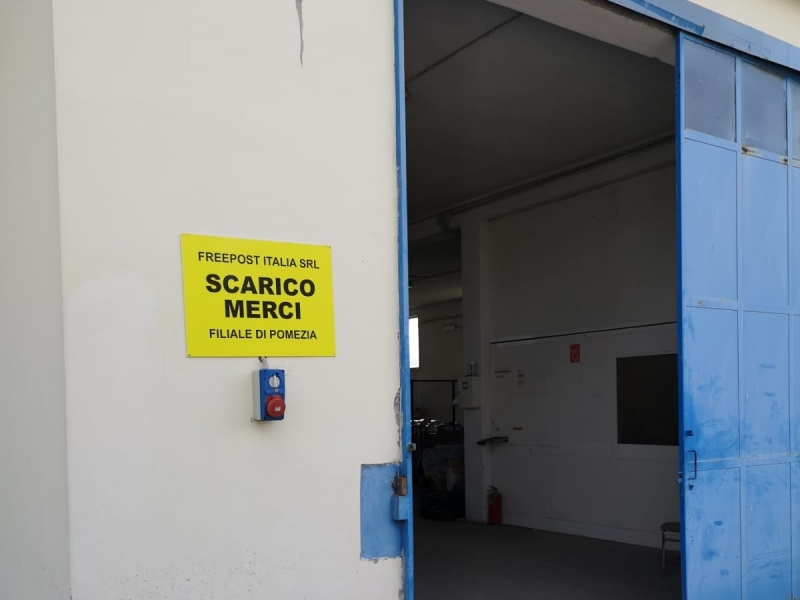 FREEPOST ITALIA SRL
SCARICO
MERCI
FILIALE DI POMEZIA